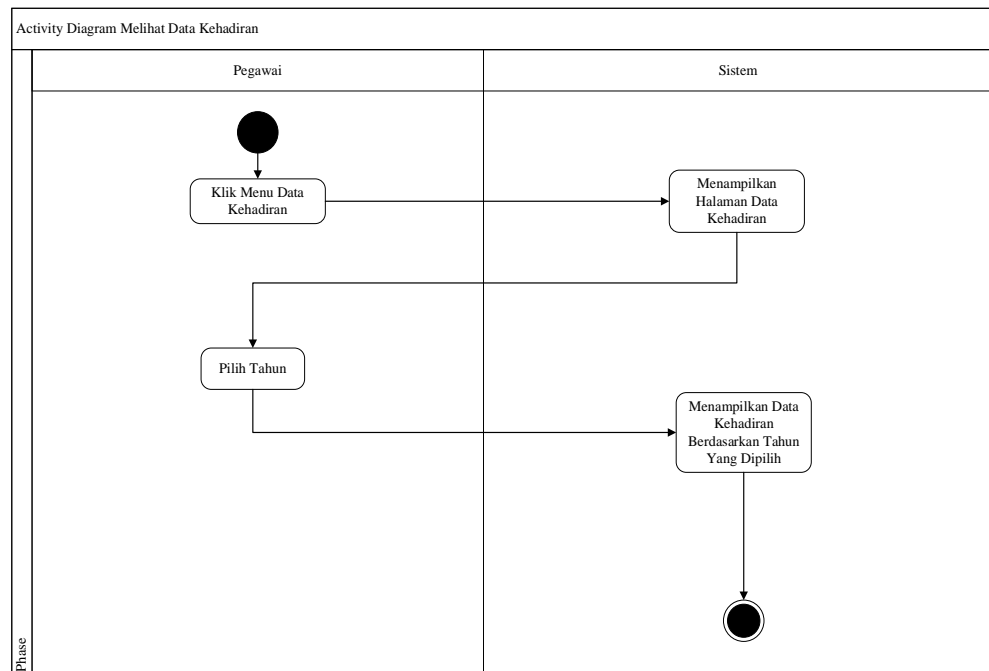 Activity Diagram Melihat Data Kehadiran
Pegawai
Sistem
Klik Menu Data
Kehadiran
Menampilkan
Halaman Data
Kehadiran
Pilih Tahun
Menampilkan Data
Kehadiran
Berdasarkan Tahun
Yang Dipilih
Phase